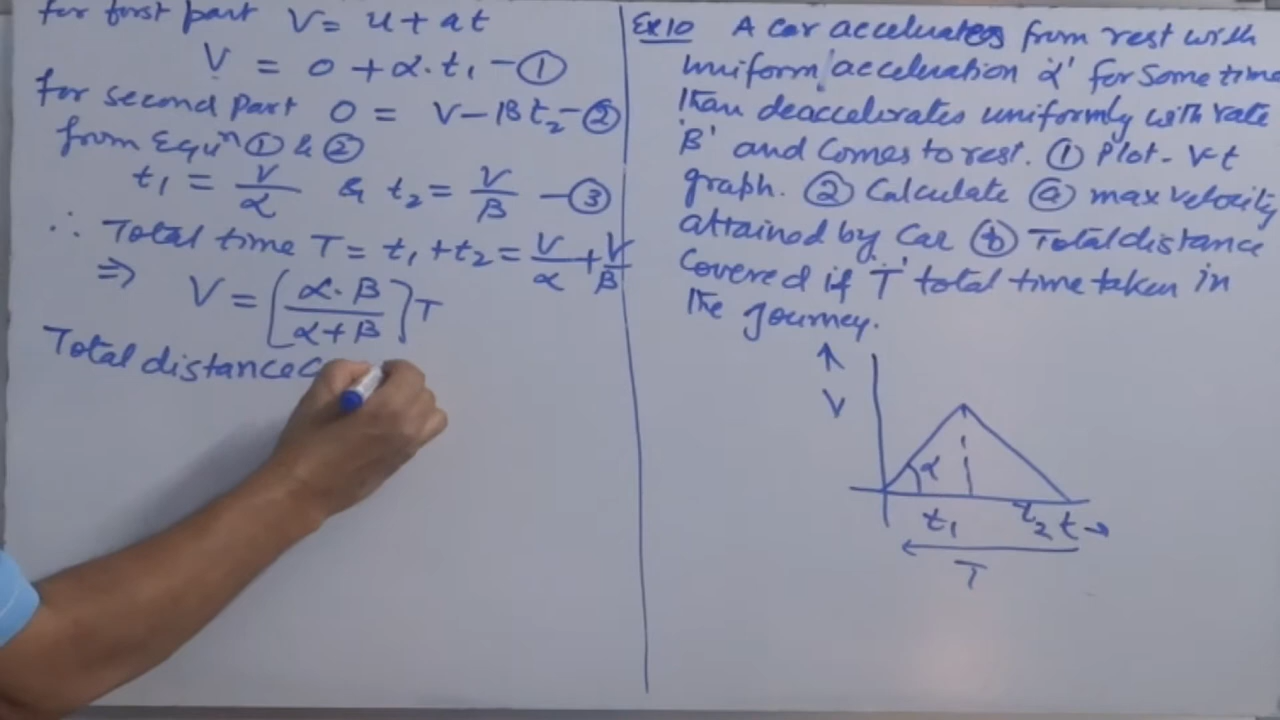 for first part V = u + at
V = 0 + α.t₁ - ①
for second part 0 = V - βt₂ - ②
from Equⁿ ① & ②
t₁ = V/α & t₂ = V/β - ③
∴ Total time T = t₁ + t₂ = V/α + V/β
⇒ V = [α.β/α+β] T
Total distance
Ex10 A car accelerates from rest with
uniform acceleration 'α' for some time
than deaccelerates uniformly with rate
'β' and comes to rest. ① Plot - V-t
graph. ② Calculate ⓐ max velocity
attained by Car ⓑ Total distance
covered if 'T' total time taken in
the journey.
V
α
t₁ t₂ t →
T